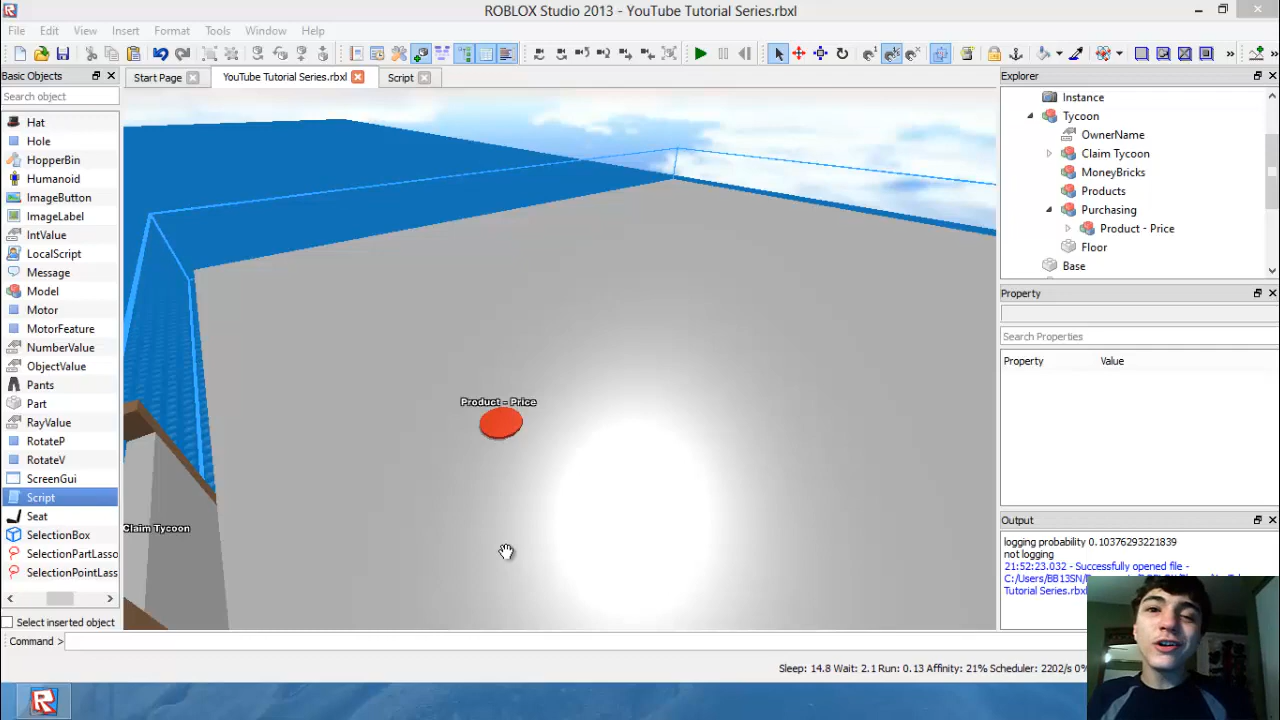 ROBLOX Studio 2013 - YouTube Tutorial Series.rbxl
File Edit View Insert Format Tools Window Help
Basic Objects
Start Page
YouTube Tutorial Series.rbxl
Script
Explorer
Search object
Hat
Hole
HopperBin
Humanoid
ImageButton
ImageLabel
IntValue
LocalScript
Message
Model
Motor
MotorFeature
NumberValue
ObjectValue
Pants
Part
RayValue
RotateP
RotateV
ScreenGui
Script
Seat
SelectionBox
SelectionPartLasso
SelectionPointLass
Select inserted object
Command >
Product - Price
Claim Tycoon
Instance
Tycoon
OwnerName
Claim Tycoon
MoneyBricks
Products
Purchasing
Product - Price
Floor
Base
Property
Search Properties
Property Value
Output
logging probability 0.10376293221839
not logging
21:52:23.032 - Successfully opened file -
Tutorial Series.rbxl
Sleep: 14.8 Wait: 2.1 Run: 0.13 Affinity: 21% Scheduler: 2202/s 0%